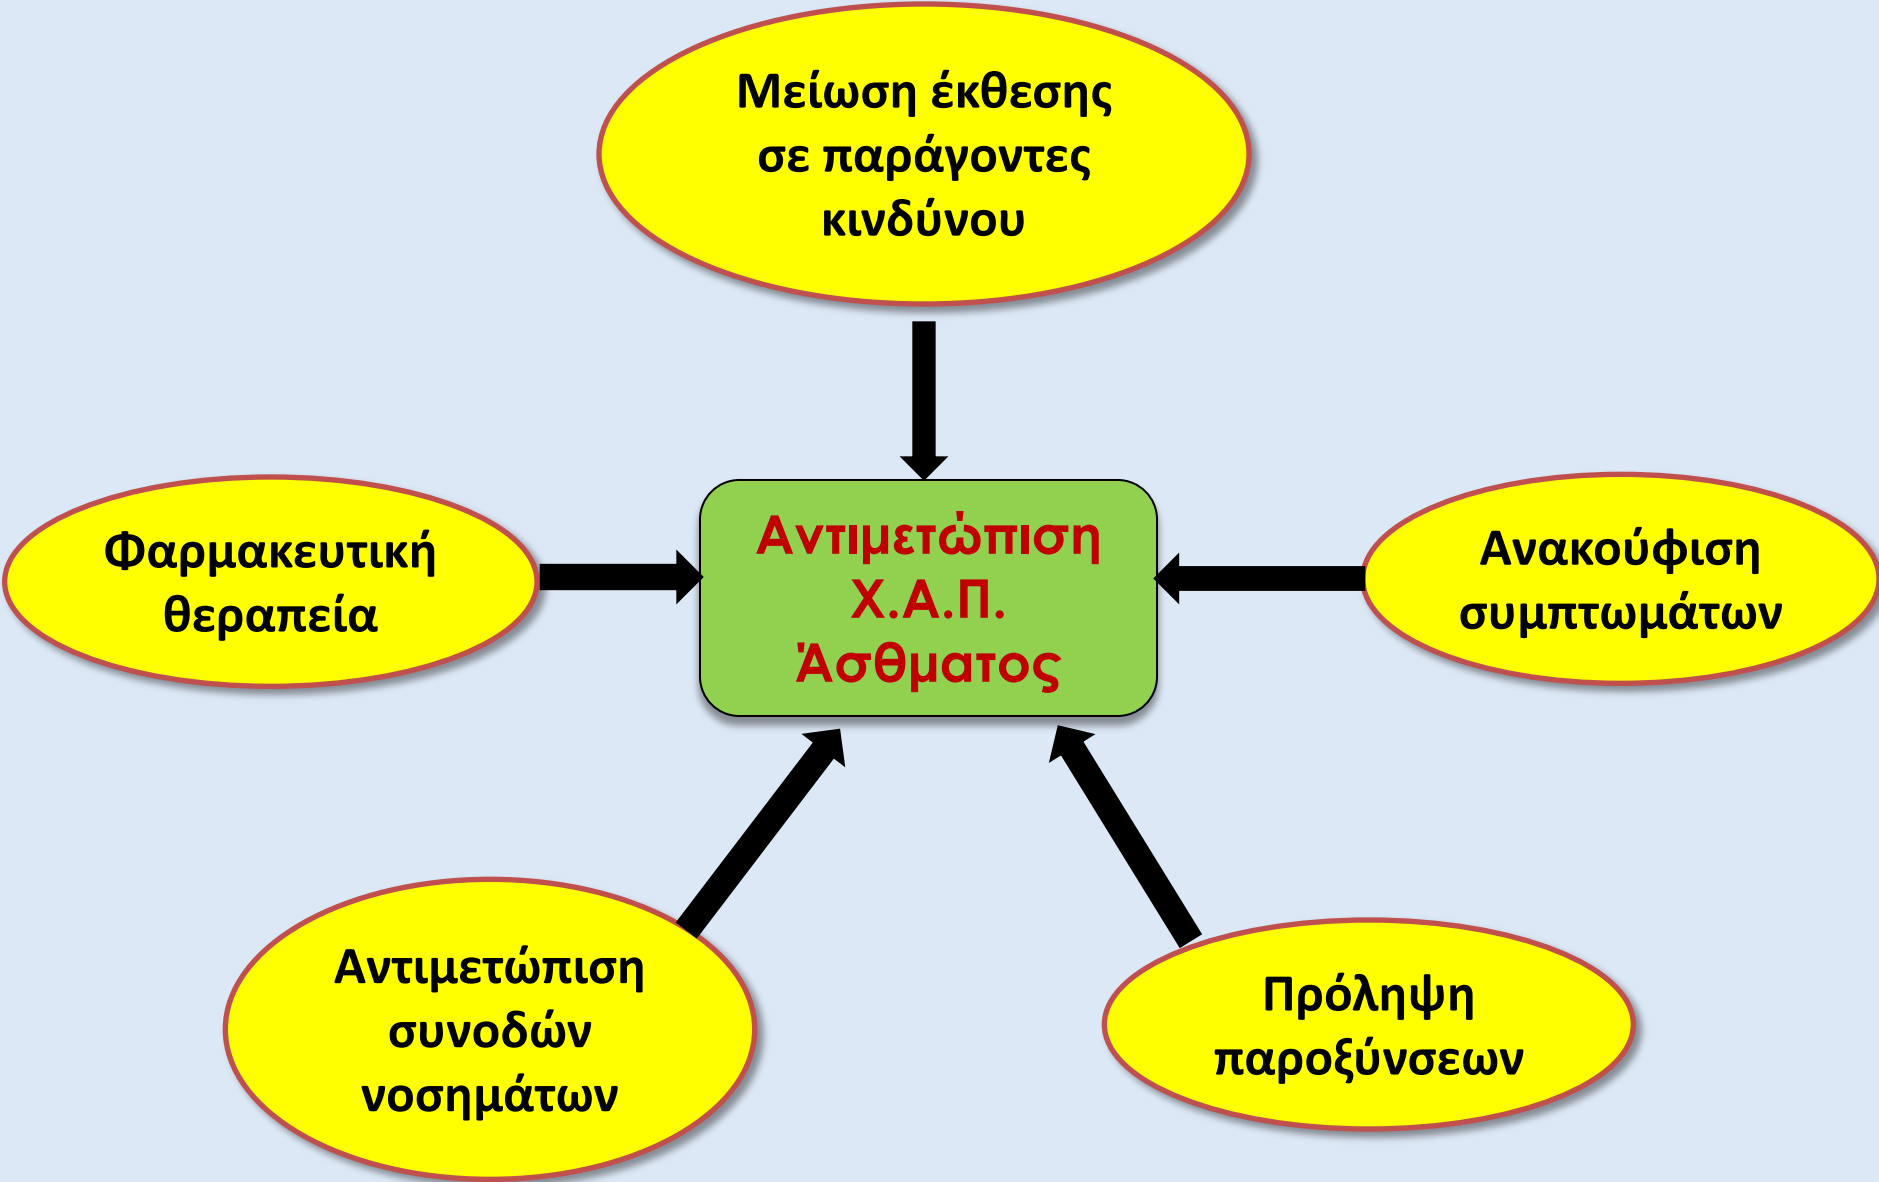 Μείωση έκθεσης
σε παράγοντες
κινδύνου
Φαρμακευτική
θεραπεία
Αντιμετώπιση
Χ.Α.Π.
Άσθματος
Ανακούφιση
συμπτωμάτων
Αντιμετώπιση
συνοδών
νοσημάτων
Πρόληψη
παροξύνσεων